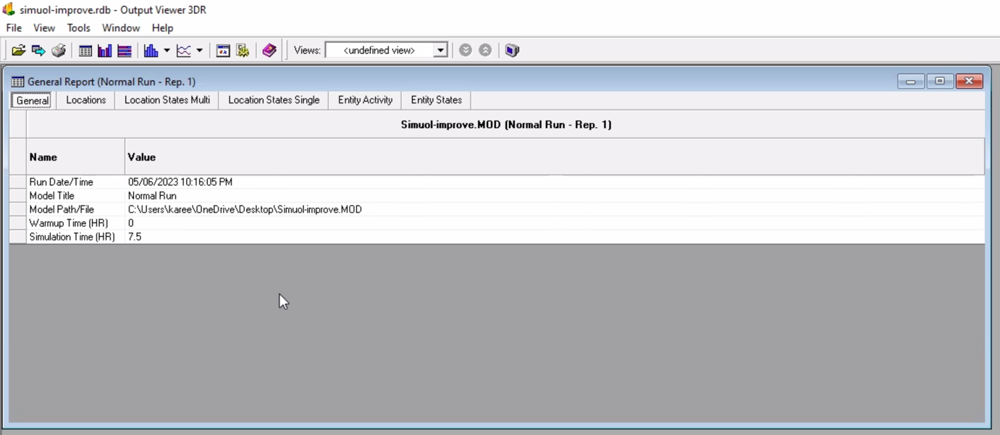 simuol-improve.rdb - Output Viewer 3DR
File View Tools Window Help
Views: <undefined view>
General Report (Normal Run - Rep. 1)
General Locations Location States Multi Location States Single Entity Activity Entity States
Simuol-improve.MOD (Normal Run - Rep. 1)
Name Value
Run Date/Time 05/06/2023 10:16:05 PM
Model Title Normal Run
Model Path/File C:\Users\karee\OneDrive\Desktop\Simuol-improve.MOD
Warmup Time (HR) 0
Simulation Time (HR) 7.5